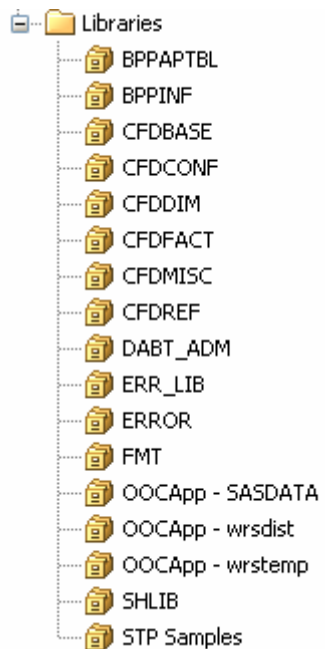 Libraries
BPPAPTBL
BPPINF
CFDBASE
CFDCONF
CFDDIM
CFDFACT
CFDMISC
CFDREF
DABT_ADM
ERR_LIB
ERROR
FMT
OOCApp - SASDATA
OOCApp - wrsdist
OOCApp - wrstemp
SHLIB
STP Samples